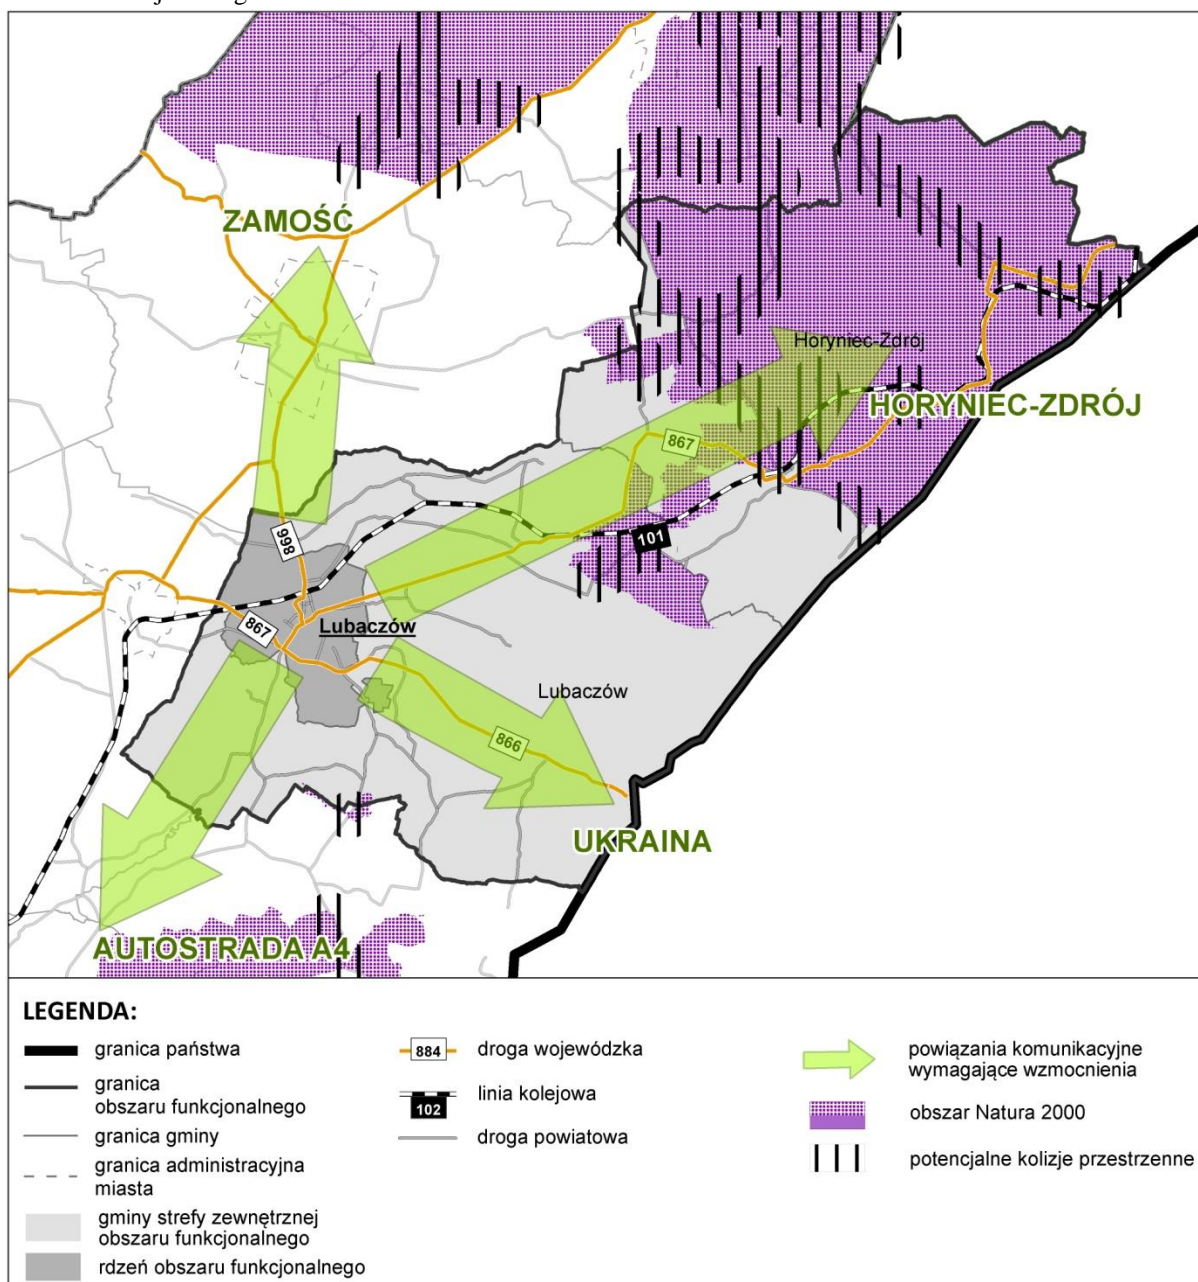 ZAMOŚĆ
Horyniec-Zdrój
HORYNIEC-ZDRÓJ
867
101
866
867
Lubaczów
Lubaczów
866
UKRAINA
AUTOSTRADA A4
LEGENDA:
granica państwa
granica
obszaru funkcjonalnego
granica gminy
granica administracyjna
miasta
gminy strefy zewnętrznej
obszaru funkcjonalnego
rdzeń obszaru funkcjonalnego
884
droga wojewódzka
linia kolejowa
102
droga powiatowa
powiązania komunikacyjne
wymagające wzmocnienia
obszar Natura 2000
potencjalne kolizje przestrzenne